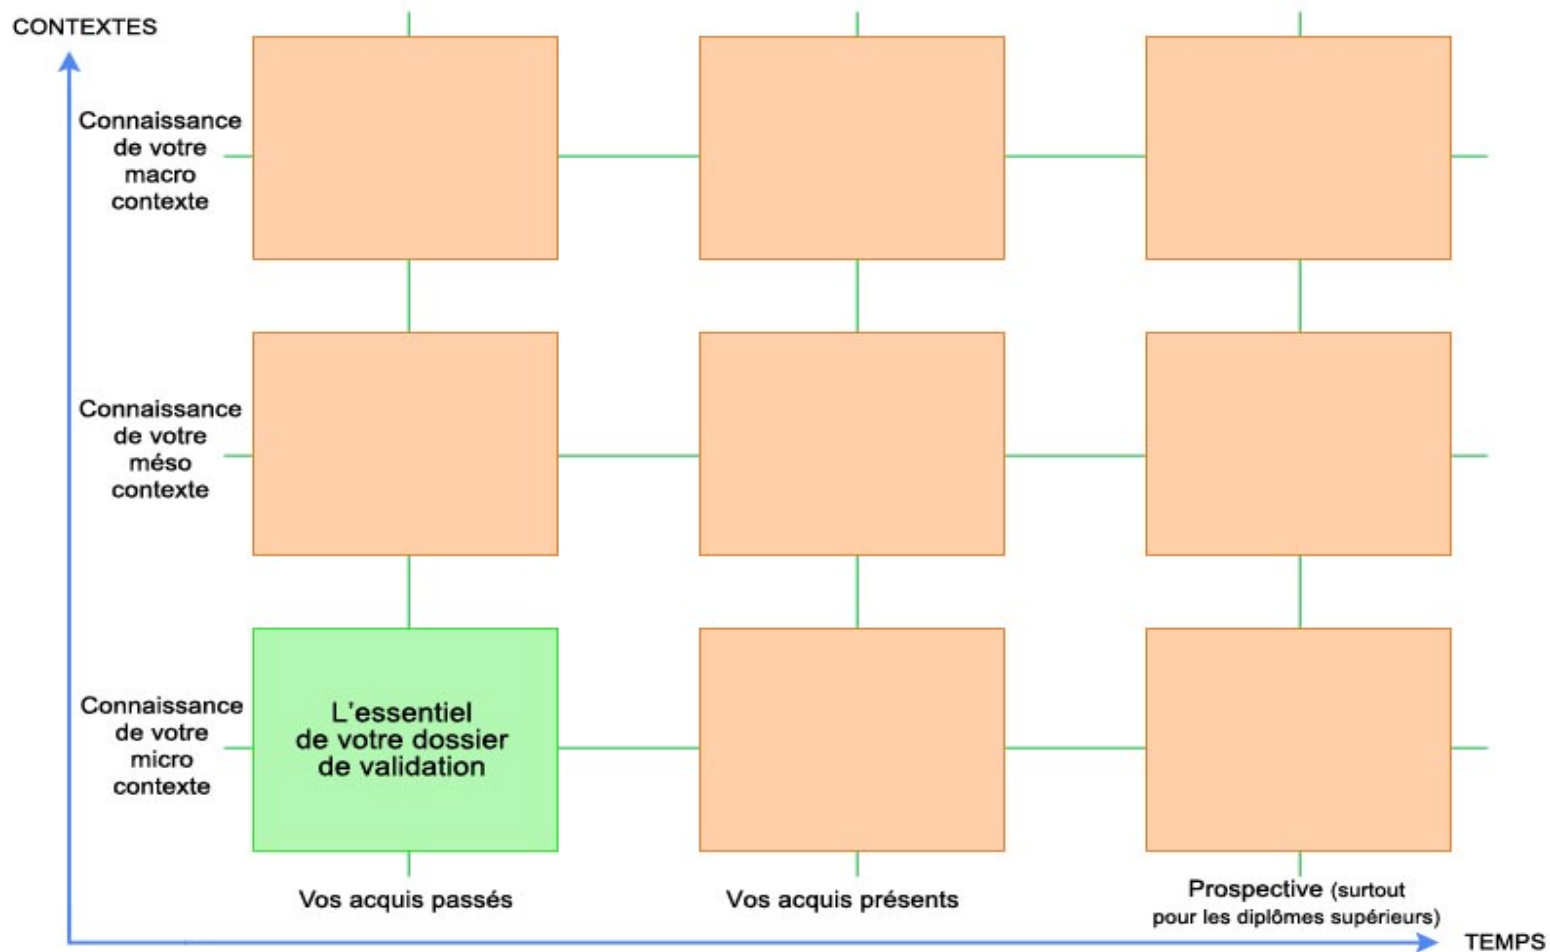 CONTEXTES
Connaissance
de votre
macro
contexte
Connaissance
de votre
méso
contexte
Connaissance
de votre
micro
contexte
L'essentiel
de votre dossier
de validation
Vos acquis passés
Vos acquis présents
Prospective (surtout
pour les diplômes supérieurs)
TEMPS